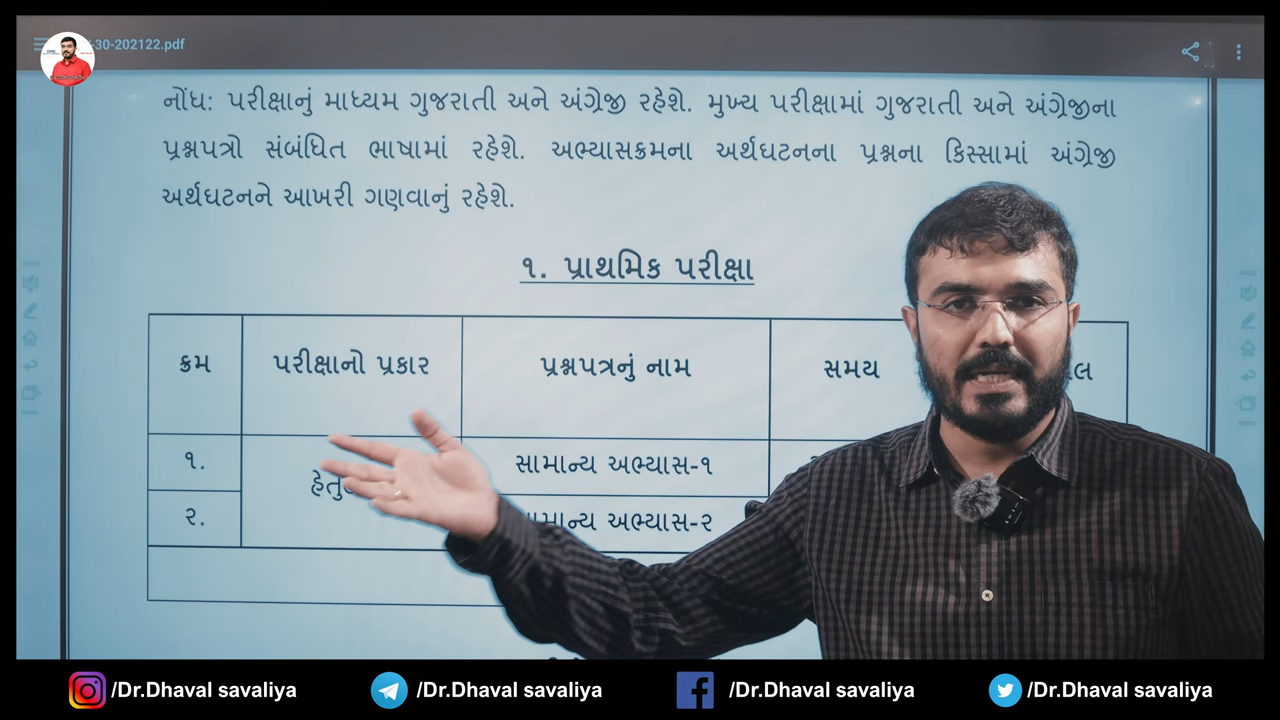 30-202122.pdf
નોંધ: પરીક્ષાનું માધ્યમ ગુજરાતી અને અંગ્રેજી રહેશે. મુખ્ય પરીક્ષામાં ગુજરાતી અને અંગ્રેજીના
પ્રશ્નપત્રો સંબંધિત ભાષામાં રહેશે. અભ્યાસક્રમના અર્થઘટનના પ્રશ્નના કિસ્સામાં અંગ્રેજી
અર્થઘટનને આખરી ગણવાનું રહેશે.
૧. પ્રાથમિક પરીક્ષા
ક્રમ પરીક્ષાનો પ્રકાર પ્રશ્નપત્રનું નામ સમય
૧. સામાન્ય અભ્યાસ-૧
૨. સામાન્ય અભ્યાસ-૨
/Dr.Dhaval savaliya /Dr.Dhaval savaliya /Dr.Dhaval savaliya /Dr.Dhaval savaliya